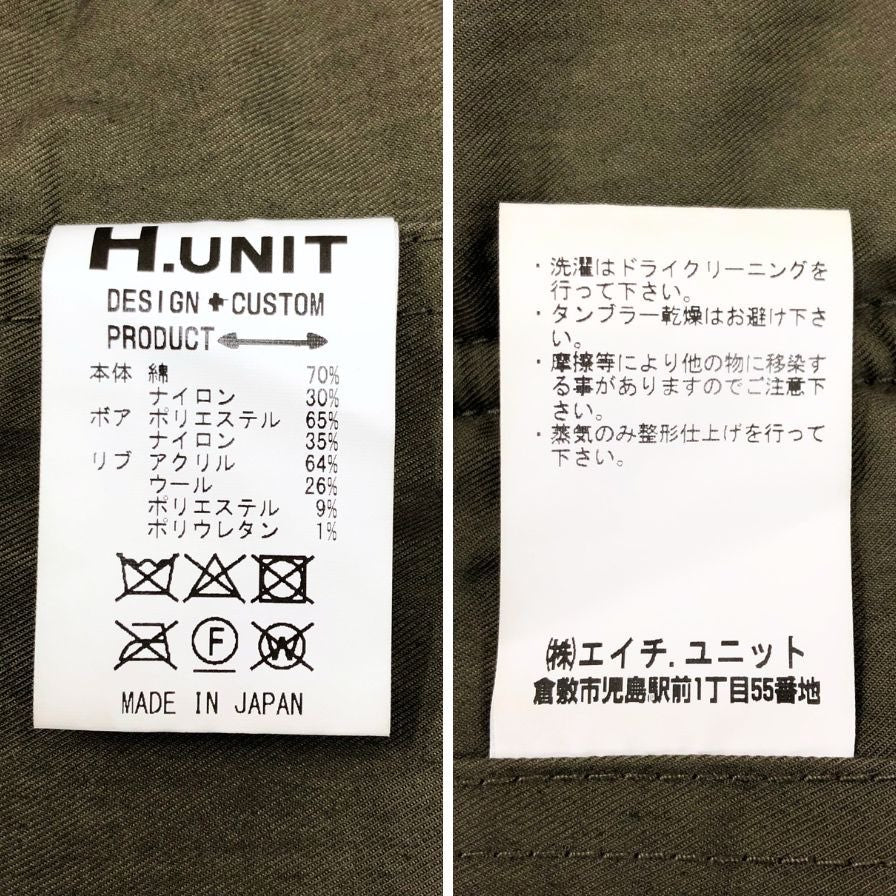 H.UNIT
DESIGN + CUSTOM
PRODUCT
本体 綿 70%
ナイロン 30%
ボア ポリエステル 65%
ナイロン 35%
リブ アクリル 64%
ウール 26%
ポリエステル 9%
ポリウレタン 1%
F
W
MADE IN JAPAN
・洗濯はドライクリーニングを
行って下さい。
・タンブラー乾燥はお避け下さ
い。
・摩擦等により他の物に移染す
る事がありますのでご注意下
さい。
・蒸気のみ整形仕上げを行って
下さい。
㈱エイチ.ユニット
倉敷市児島駅前1丁目55番地